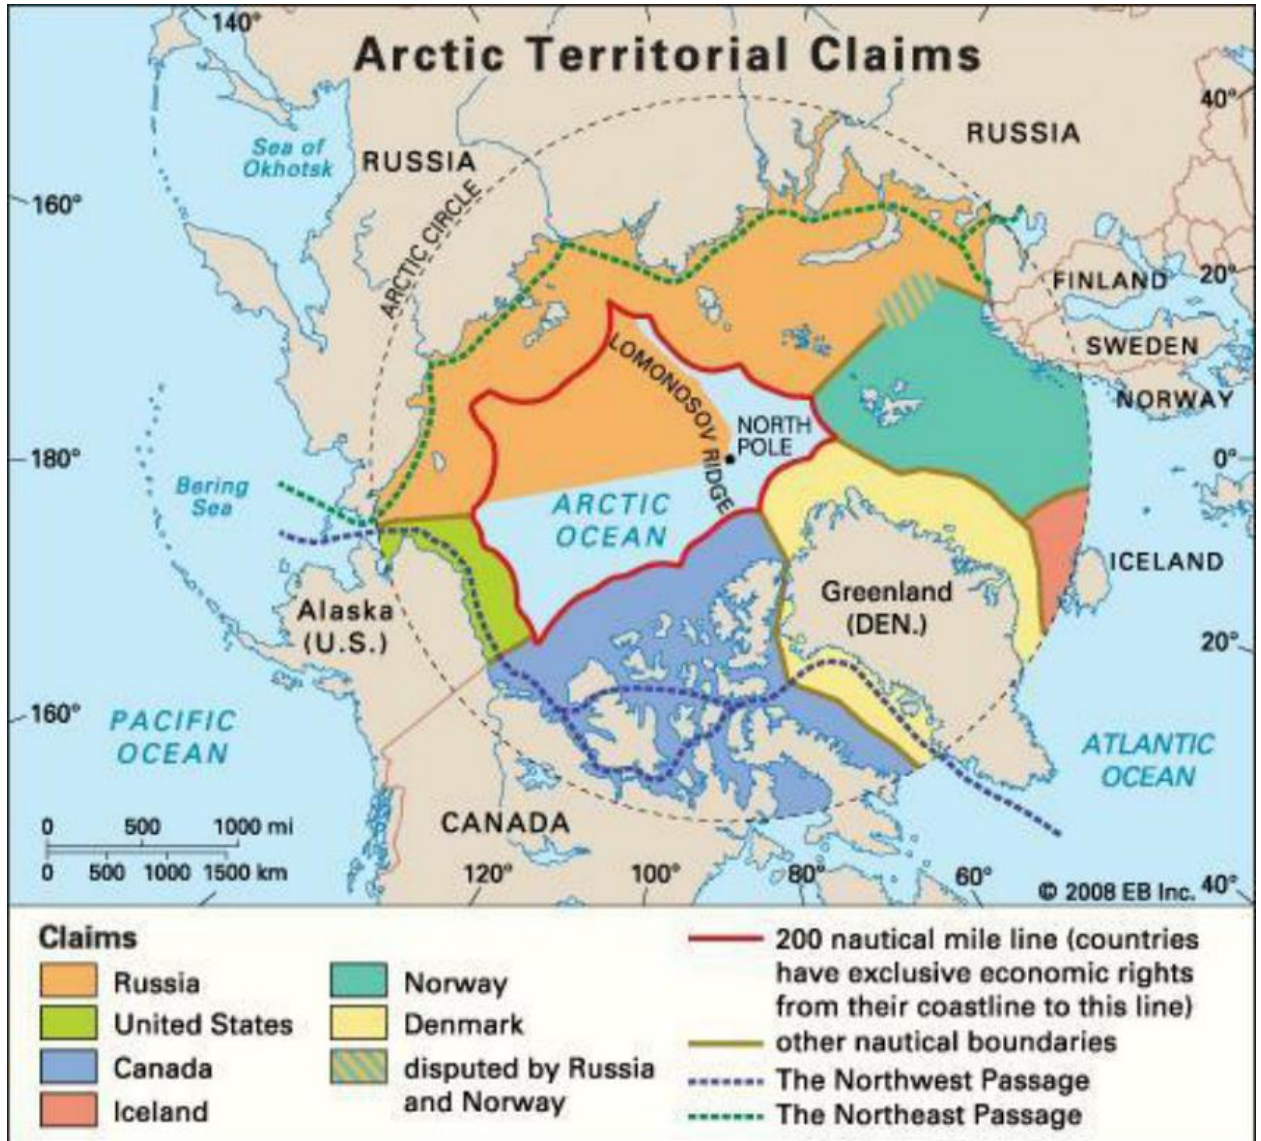 140°
Arctic Territorial Claims
40°
Sea of
Okhotsk
RUSSIA
RUSSIA
160°
ARCTIC CIRCLE
FINLAND
20°
SWEDEN
NORWAY
LOMONOSOV RIDGE
NORTH
POLE
180°
0°
Bering
Sea
ARCTIC
OCEAN
ICELAND
Alaska
(U.S.)
Greenland
(DEN.)
20°
160°
PACIFIC
OCEAN
ATLANTIC
OCEAN
CANADA
0 500 1000 mi
0 500 1000 1500 km
120°
100°
80°
60°
© 2008 EB Inc.
40°
Claims
Russia
United States
Canada
Iceland
Norway
Denmark
disputed by Russia
and Norway
200 nautical mile line (countries
have exclusive economic rights
from their coastline to this line)
other nautical boundaries
The Northwest Passage
The Northeast Passage